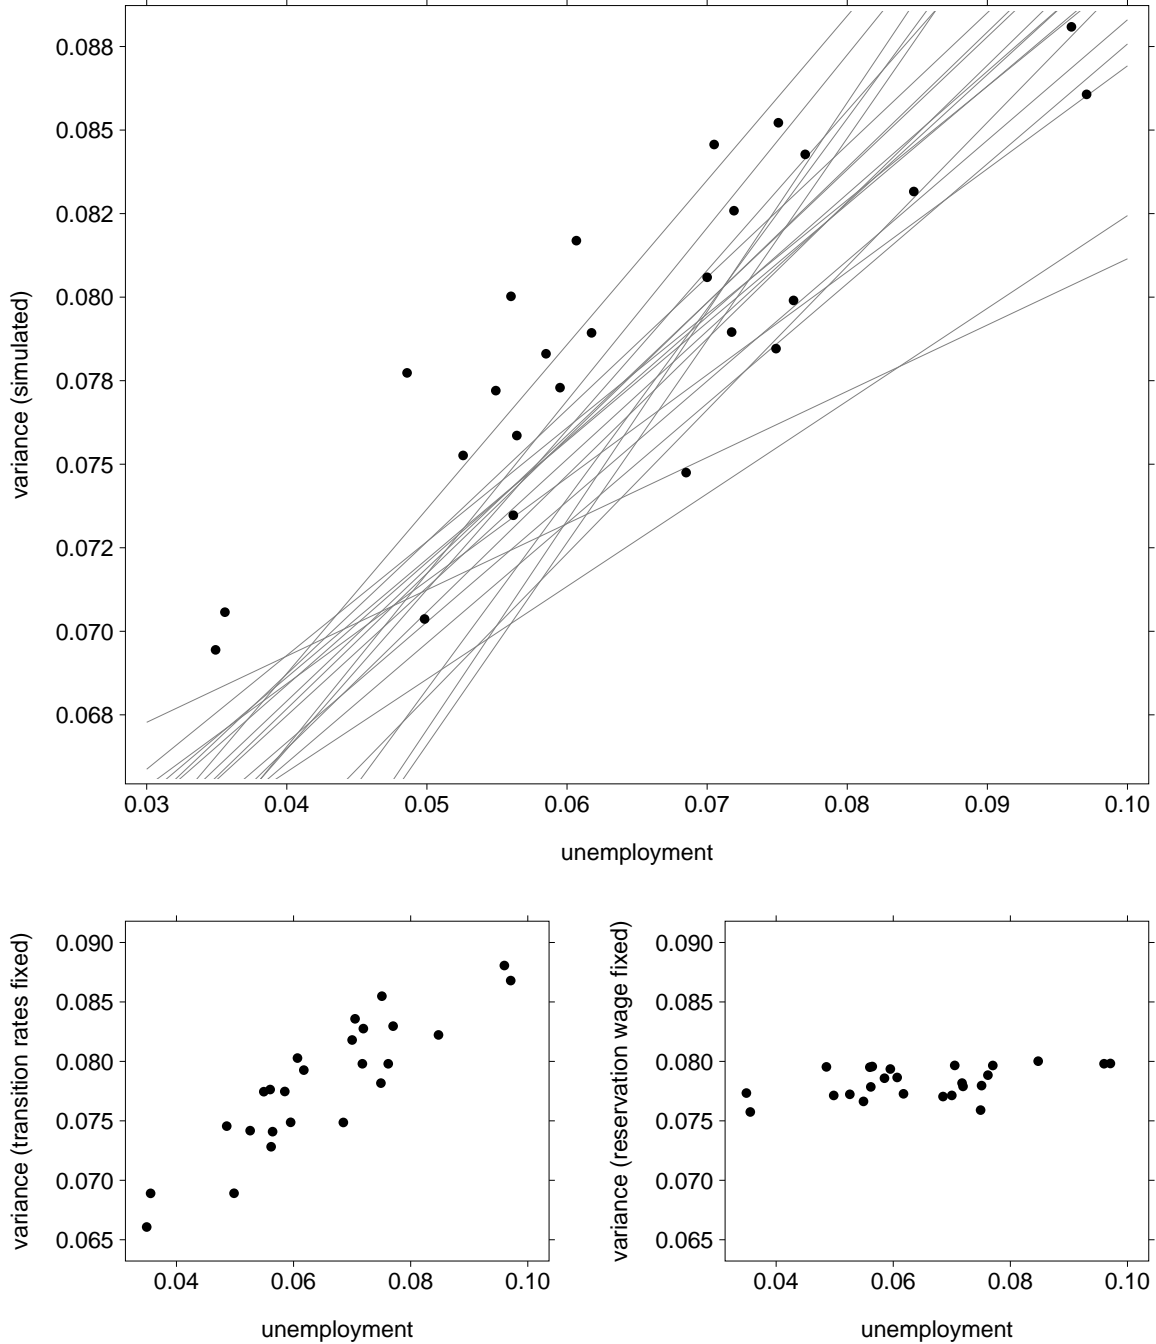 0.088
0.085
0.082
0.080
0.078
0.075
0.072
0.070
0.068
variance (simulated)
0.03 0.04 0.05 0.06 0.07 0.08 0.09 0.10
unemployment
0.090
0.085
0.080
0.075
0.070
0.065
variance (transition rates fixed)
0.04 0.06 0.08 0.10
unemployment
0.090
0.085
0.080
0.075
0.070
0.065
variance (reservation wage fixed)
0.04 0.06 0.08 0.10
unemployment